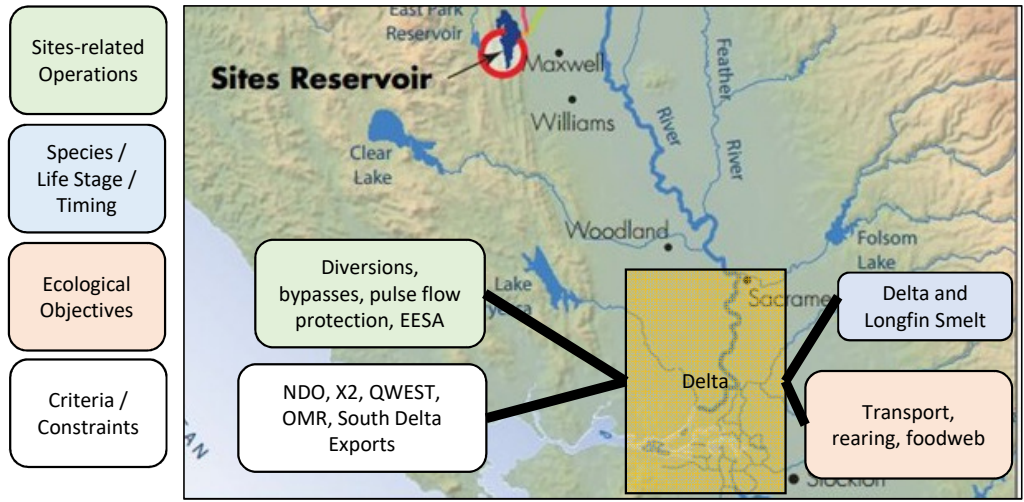 Sites-related
Operations
Species /
Life Stage /
Timing
Ecological
Objectives
Criteria /
Constraints
East Park
Reservoir
Sites Reservoir
Maxwell
Williams
Clear
Lake
River
Feather
River
Woodland
Folsom
Lake
Lake
Diversions,
bypasses, pulse flow
protection, EESA
NDO, X2, QWEST,
OMR, South Delta
Exports
Delta
Delta and
Longfin Smelt
Transport,
rearing, foodweb